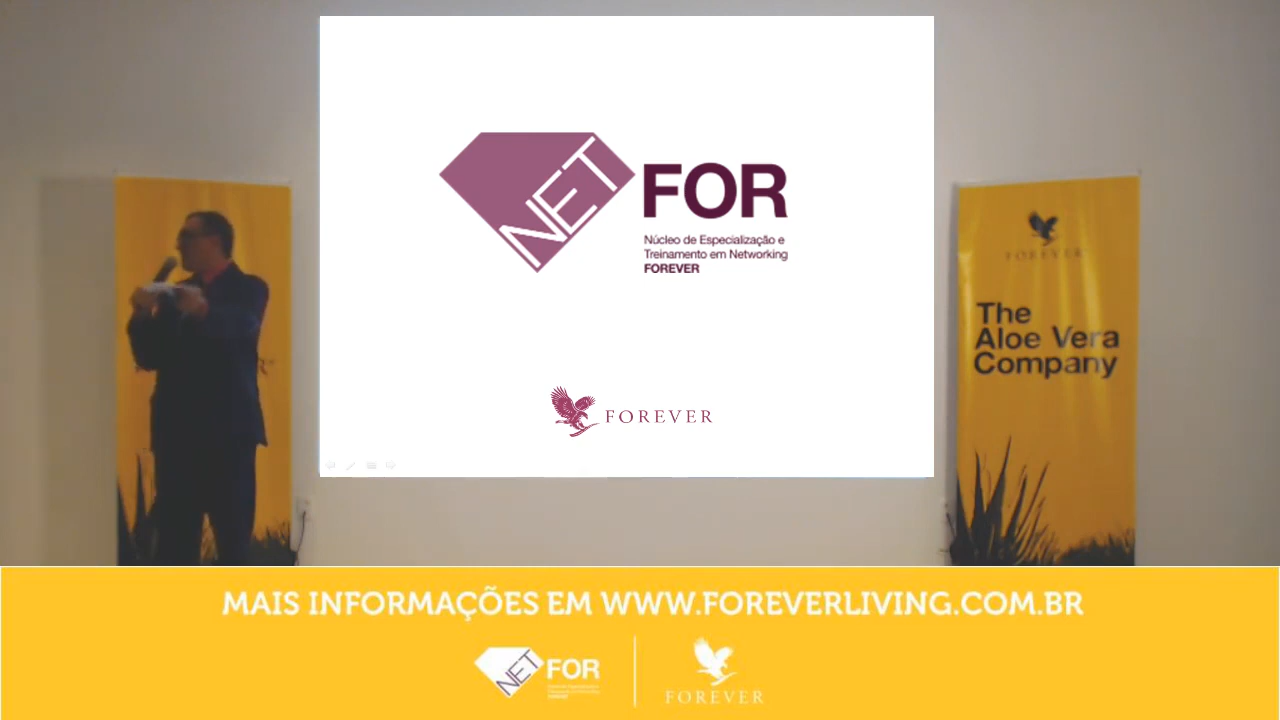 NET
FOR
Núcleo de Especialização e
Treinamento em Networking
FOREVER
FOREVER
FOREVER
The
Aloe Vera
Company
MAIS INFORMAÇÕES EM WWW.FOREVERLIVING.COM.BR
NET
FOR
FOREVER